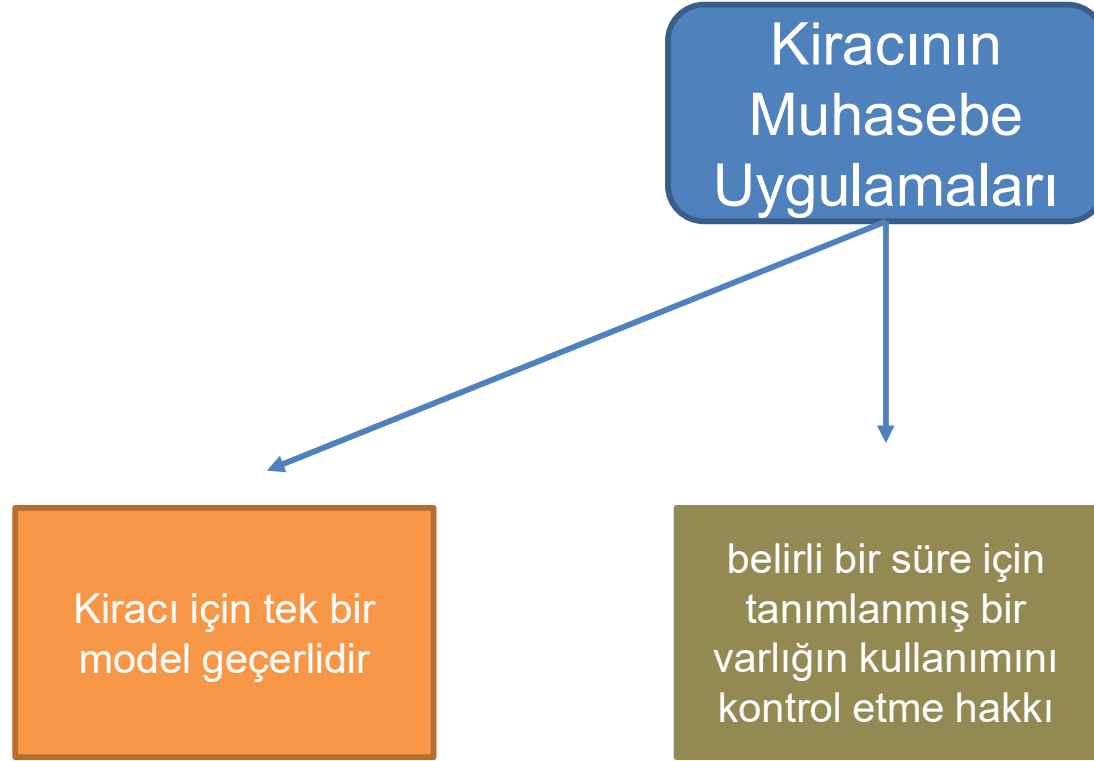 Kiracının
Muhasebe
Uygulamaları
Kiracı için tek bir
model geçerlidir
belirli bir süre için
tanımlanmış bir
varlığın kullanımını
kontrol etme hakkı